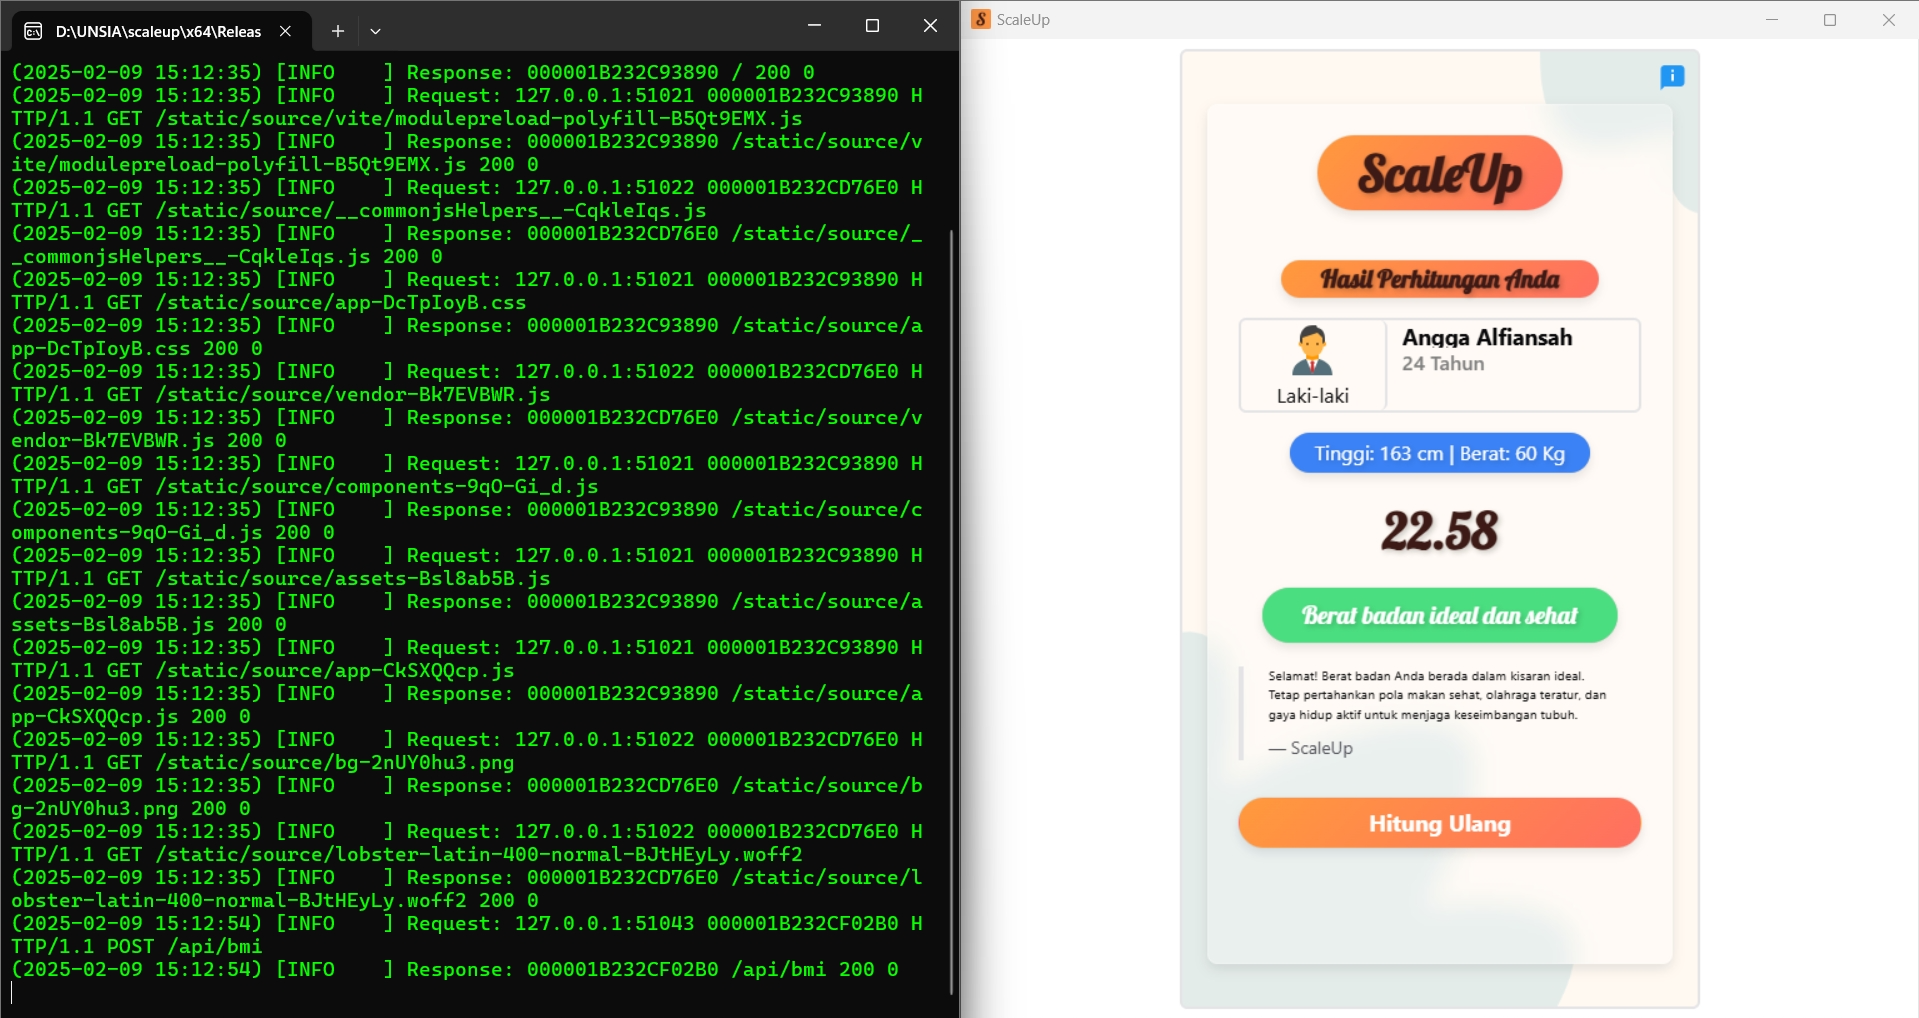 D:\UNSIA\scaleup\x64\Releas
(2025-02-09 15:12:35) [INFO    ] Response: 000001B232C93890 / 200 0
(2025-02-09 15:12:35) [INFO    ] Request: 127.0.0.1:51021 000001B232C93890 H
TTP/1.1 GET /static/source/vite/modulepreload-polyfill-B5Qt9EMX.js
(2025-02-09 15:12:35) [INFO    ] Response: 000001B232C93890 /static/source/v
ite/modulepreload-polyfill-B5Qt9EMX.js 200 0
(2025-02-09 15:12:35) [INFO    ] Request: 127.0.0.1:51022 000001B232CD76E0 H
TTP/1.1 GET /static/source/__commonjsHelpers__-CqkleIqs.js
(2025-02-09 15:12:35) [INFO    ] Response: 000001B232CD76E0 /static/source/_
_commonjsHelpers__-CqkleIqs.js 200 0
(2025-02-09 15:12:35) [INFO    ] Request: 127.0.0.1:51021 000001B232C93890 H
TTP/1.1 GET /static/source/app-DcTpIoyB.css
(2025-02-09 15:12:35) [INFO    ] Response: 000001B232C93890 /static/source/a
pp-DcTpIoyB.css 200 0
(2025-02-09 15:12:35) [INFO    ] Request: 127.0.0.1:51022 000001B232CD76E0 H
TTP/1.1 GET /static/source/vendor-Bk7EVBWR.js
(2025-02-09 15:12:35) [INFO    ] Response: 000001B232CD76E0 /static/source/v
endor-Bk7EVBWR.js 200 0
(2025-02-09 15:12:35) [INFO    ] Request: 127.0.0.1:51021 000001B232C93890 H
TTP/1.1 GET /static/source/components-9qO-Gi_d.js
(2025-02-09 15:12:35) [INFO    ] Response: 000001B232C93890 /static/source/c
omponents-9qO-Gi_d.js 200 0
(2025-02-09 15:12:35) [INFO    ] Request: 127.0.0.1:51021 000001B232C93890 H
TTP/1.1 GET /static/source/assets-Bsl8ab5B.js
(2025-02-09 15:12:35) [INFO    ] Response: 000001B232C93890 /static/source/a
ssets-Bsl8ab5B.js 200 0
(2025-02-09 15:12:35) [INFO    ] Request: 127.0.0.1:51021 000001B232C93890 H
TTP/1.1 GET /static/source/app-CkSXQQcp.js
(2025-02-09 15:12:35) [INFO    ] Response: 000001B232C93890 /static/source/a
pp-CkSXQQcp.js 200 0
(2025-02-09 15:12:35) [INFO    ] Request: 127.0.0.1:51022 000001B232CD76E0 H
TTP/1.1 GET /static/source/bg-2nUY0hu3.png
(2025-02-09 15:12:35) [INFO    ] Response: 000001B232CD76E0 /static/source/b
g-2nUY0hu3.png 200 0
(2025-02-09 15:12:35) [INFO    ] Request: 127.0.0.1:51022 000001B232CD76E0 H
TTP/1.1 GET /static/source/lobster-latin-400-normal-BJtHEyLy.woff2
(2025-02-09 15:12:35) [INFO    ] Response: 000001B232CD76E0 /static/source/l
obster-latin-400-normal-BJtHEyLy.woff2 200 0
(2025-02-09 15:12:54) [INFO    ] Request: 127.0.0.1:51043 000001B232CF02B0 H
TTP/1.1 POST /api/bmi
(2025-02-09 15:12:54) [INFO    ] Response: 000001B232CF02B0 /api/bmi 200 0
S ScaleUp
ScaleUp
Hasil Perhitungan Anda
Angga Alfiansah
24 Tahun
Laki-laki
Tinggi: 163 cm | Berat: 60 Kg
22.58
Berat badan ideal dan sehat
Selamat! Berat badan Anda berada dalam kisaran ideal.
Tetap pertahankan pola makan sehat, olahraga teratur, dan
gaya hidup aktif untuk menjaga keseimbangan tubuh.
— ScaleUp
Hitung Ulang